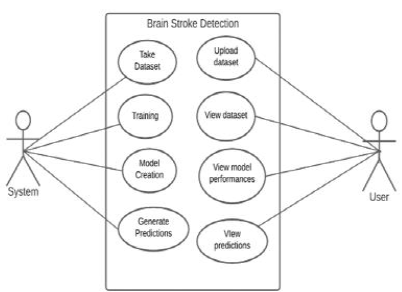 Brain Stroke Detection
Take
Dataset
Upload
dataset
Training
View dataset
Model
Creation
View model
performances
System
User
Generate
Predictions
View
predictions